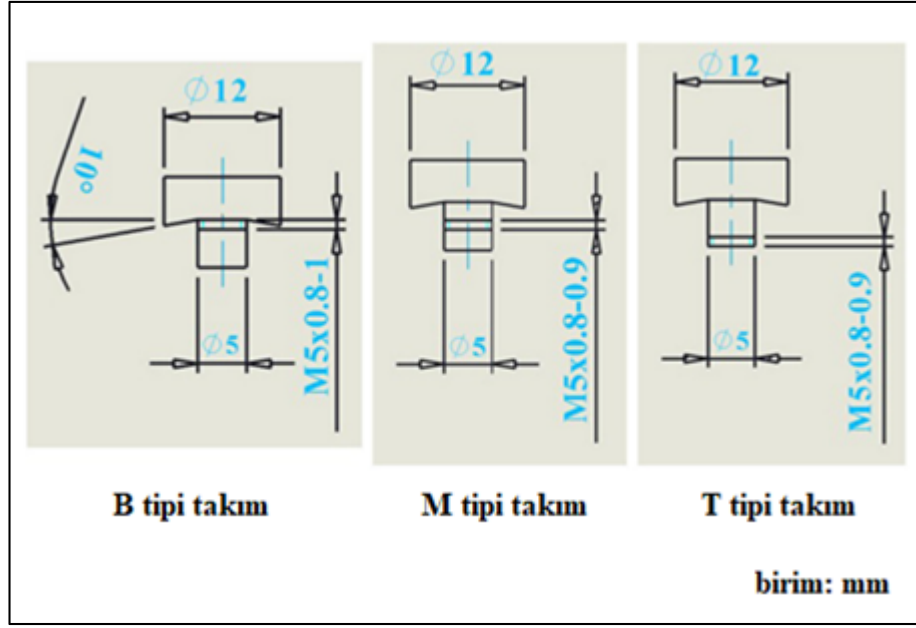 ⌀12
10°
M5x0.8-1
⌀5
B tipi takım
⌀12
M5x0.8-0.9
⌀5
M tipi takım
⌀12
M5x0.8-0.9
⌀5
T tipi takım
birim: mm